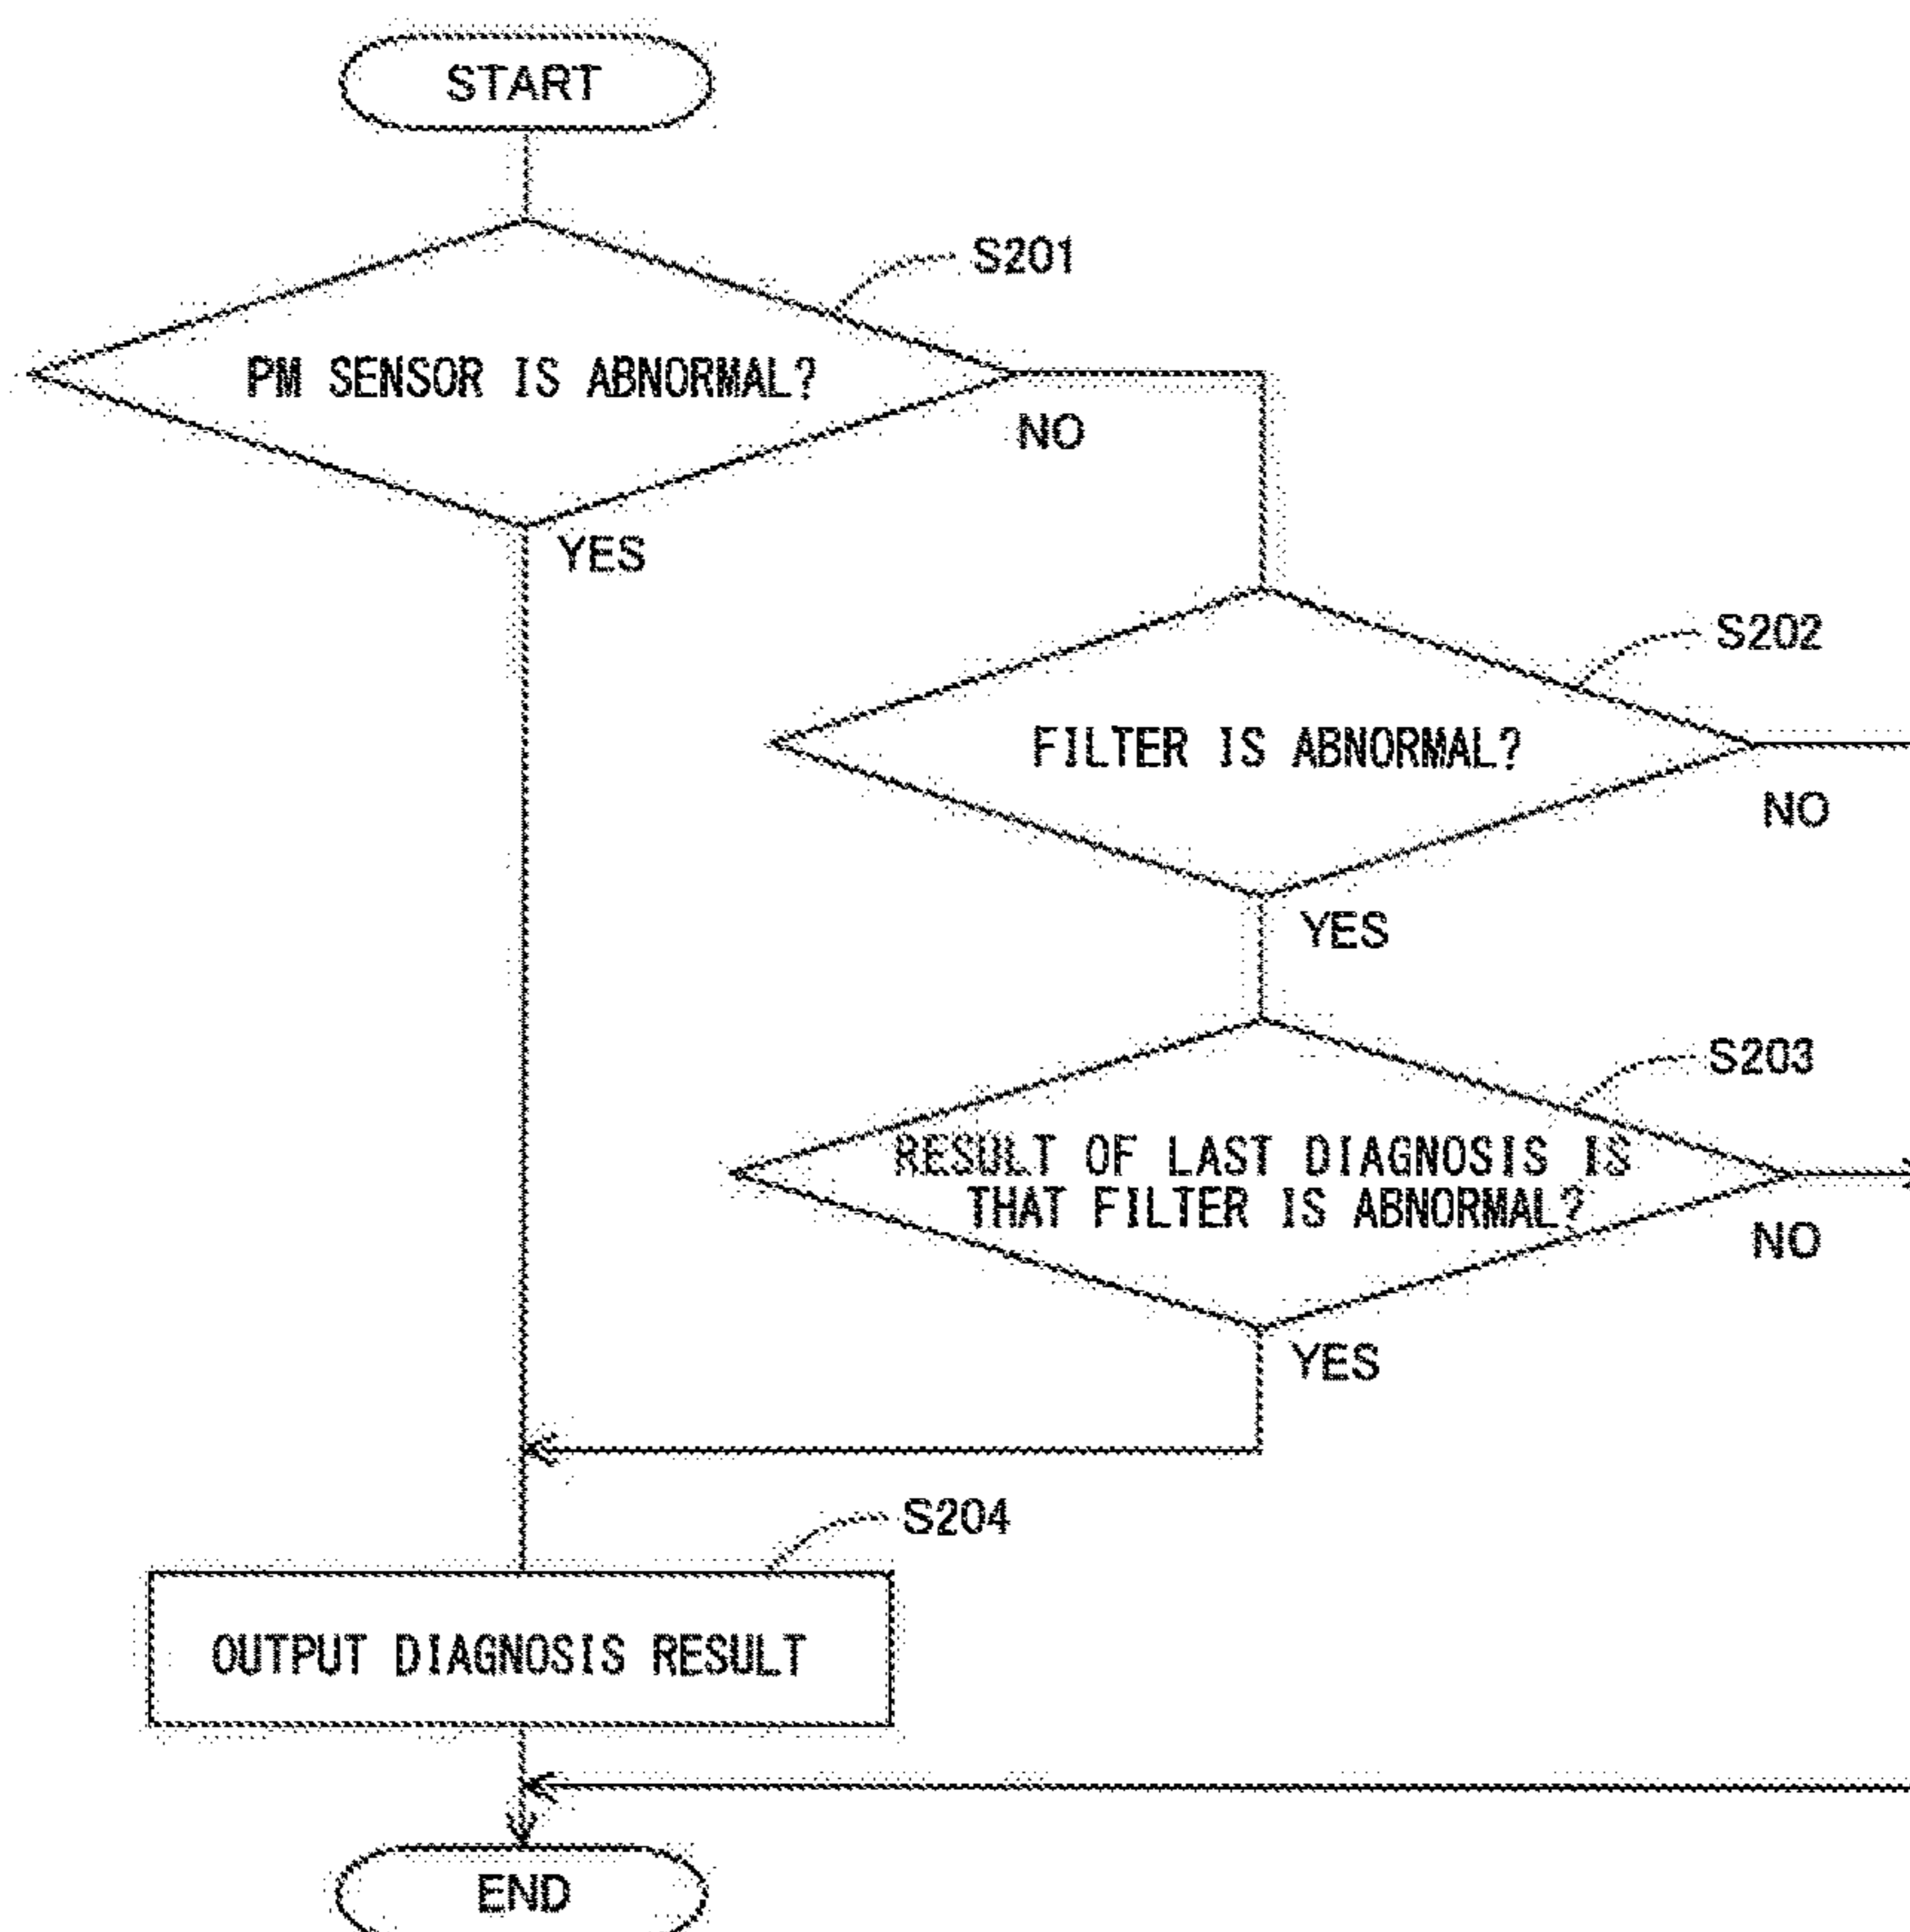 START
S201
PM SENSOR IS ABNORMAL?
NO
YES
S202
FILTER IS ABNORMAL?
NO
YES
S203
RESULT OF LAST DIAGNOSIS IS
THAT FILTER IS ABNORMAL?
NO
YES
S204
OUTPUT DIAGNOSIS RESULT
END